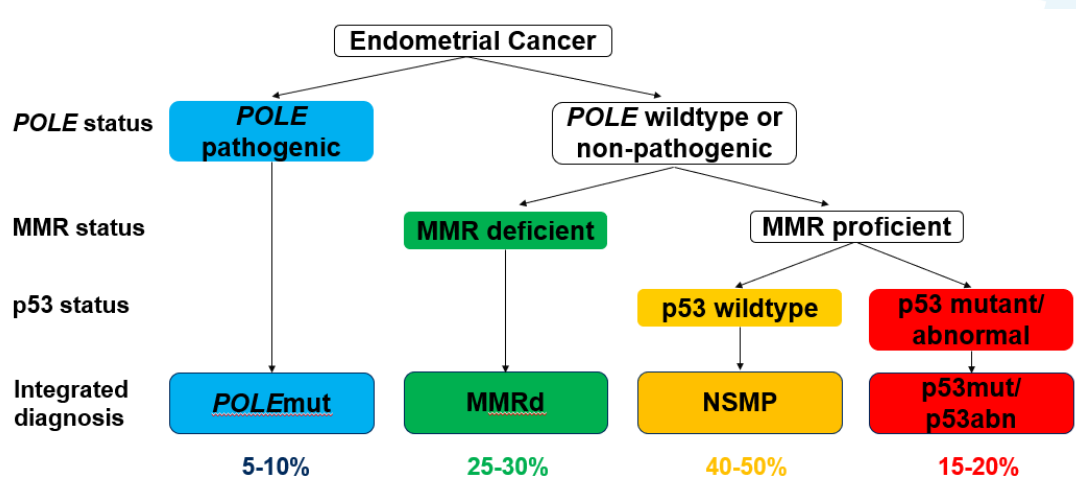 Endometrial Cancer
POLE status
POLE
pathogenic
POLE wildtype or
non-pathogenic
MMR status
MMR deficient
MMR proficient
p53 status
p53 wildtype
p53 mutant/
abnormal
Integrated
diagnosis
POLEmut
MMRd
NSMP
p53mut/
p53abn
5-10%
25-30%
40-50%
15-20%